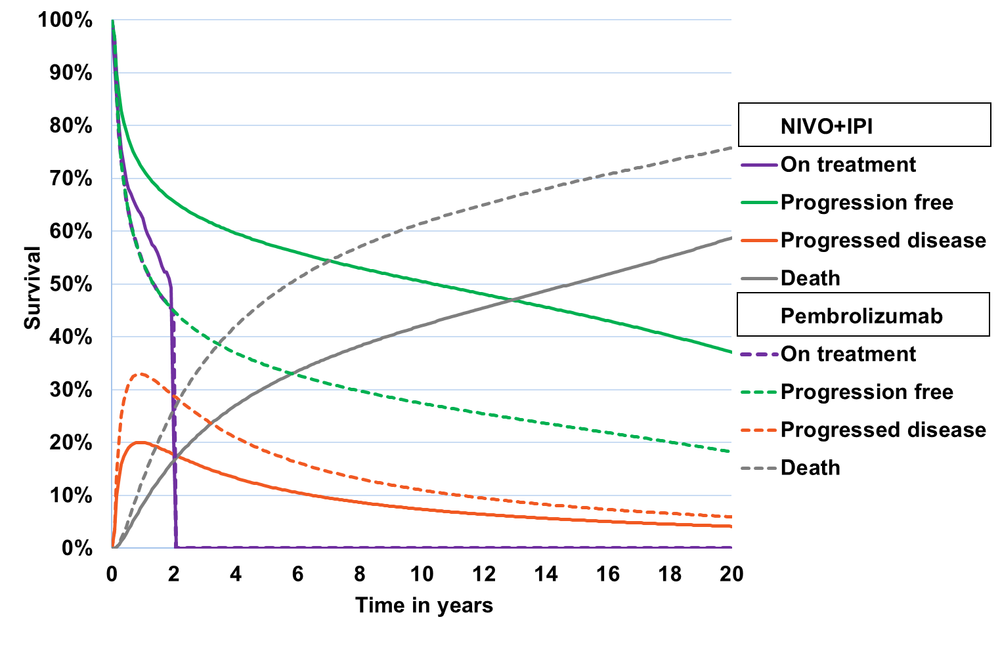 100%
90%
80%
70%
60%
50%
40%
30%
20%
10%
0%
Survival
0 2 4 6 8 10 12 14 16 18 20
Time in years
NIVO+IPI
On treatment
Progression free
Progressed disease
Death
Pembrolizumab
On treatment
Progression free
Progressed disease
Death